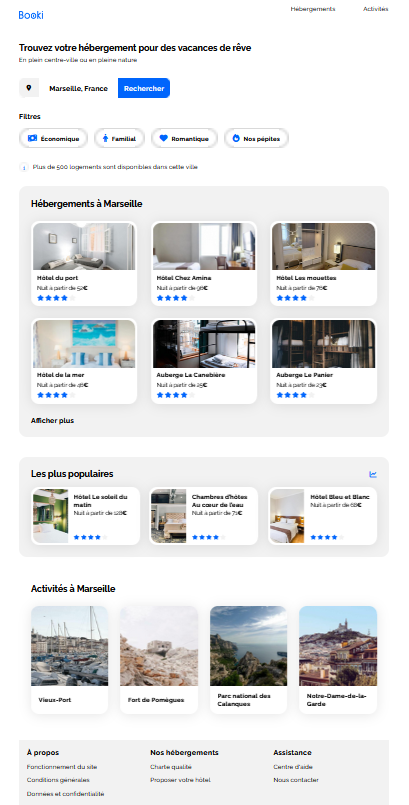 Booki
Hébergements
Activités
Trouvez votre hébergement pour des vacances de rêve
En plein centre-ville ou en pleine nature
Marseille, France
Rechercher
Filtres
Économique
Familial
Romantique
Nos pépites
Plus de 500 logements sont disponibles dans cette ville
Hébergements à Marseille
Hôtel du port
Nuit à partir de 52€
Hôtel Chez Amina
Nuit à partir de 96€
Hôtel Les mouettes
Nuit à partir de 76€
Hôtel de la mer
Nuit à partir de 46€
Auberge La Canebière
Nuit à partir de 25€
Auberge Le Panier
Nuit à partir de 23€
Afficher plus
Les plus populaires
Hôtel Le soleil du
matin
Nuit à partir de 128€
Chambres d'hôtes
Au cœur de l'eau
Nuit à partir de 71€
Hôtel Bleu et Blanc
Nuit à partir de 68€
Activités à Marseille
Vieux-Port
Fort de Pomègues
Parc national des
Calanques
Notre-Dame-de-la-
Garde
À propos
Fonctionnement du site
Conditions générales
Données et confidentialité
Nos hébergements
Charte qualité
Proposer votre hôtel
Assistance
Centre d'aide
Nous contacter